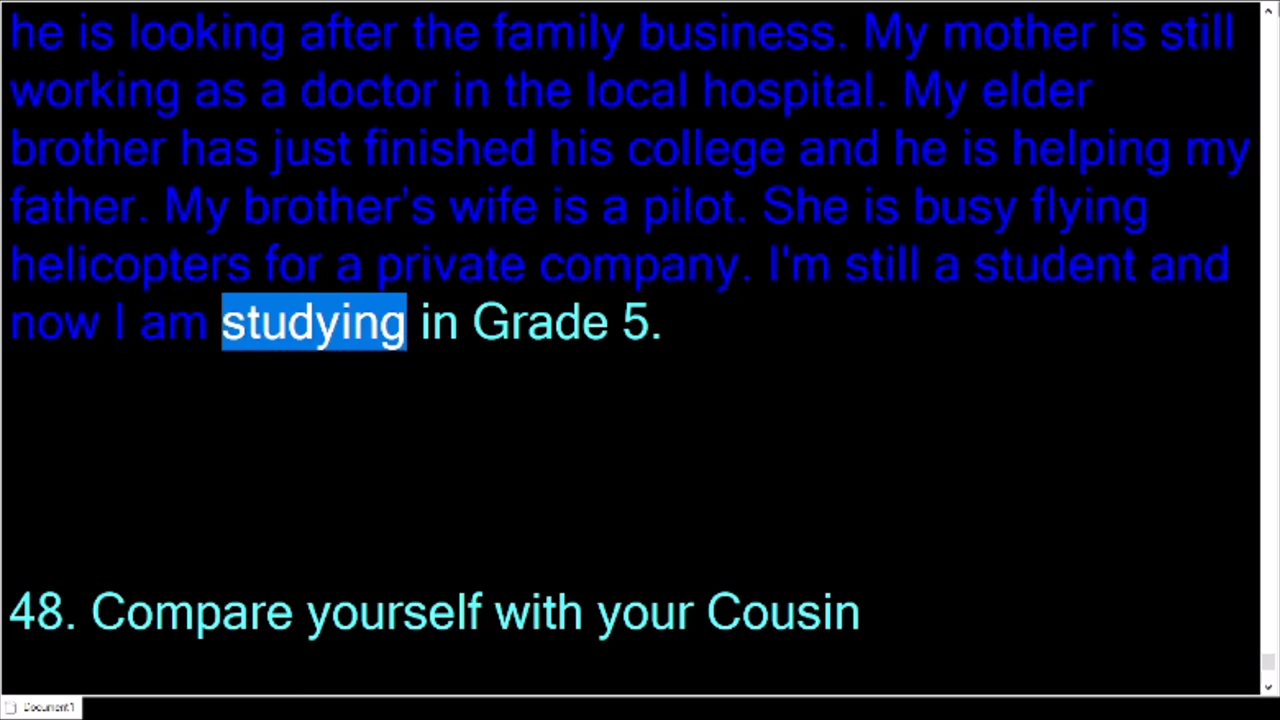 he is looking after the family business. My mother is still
working as a doctor in the local hospital. My elder
brother has just finished his college and he is helping my
father. My brother's wife is a pilot. She is busy flying
helicopters for a private company. I'm still a student and
now I am studying in Grade 5.
48. Compare yourself with your Cousin
Document1